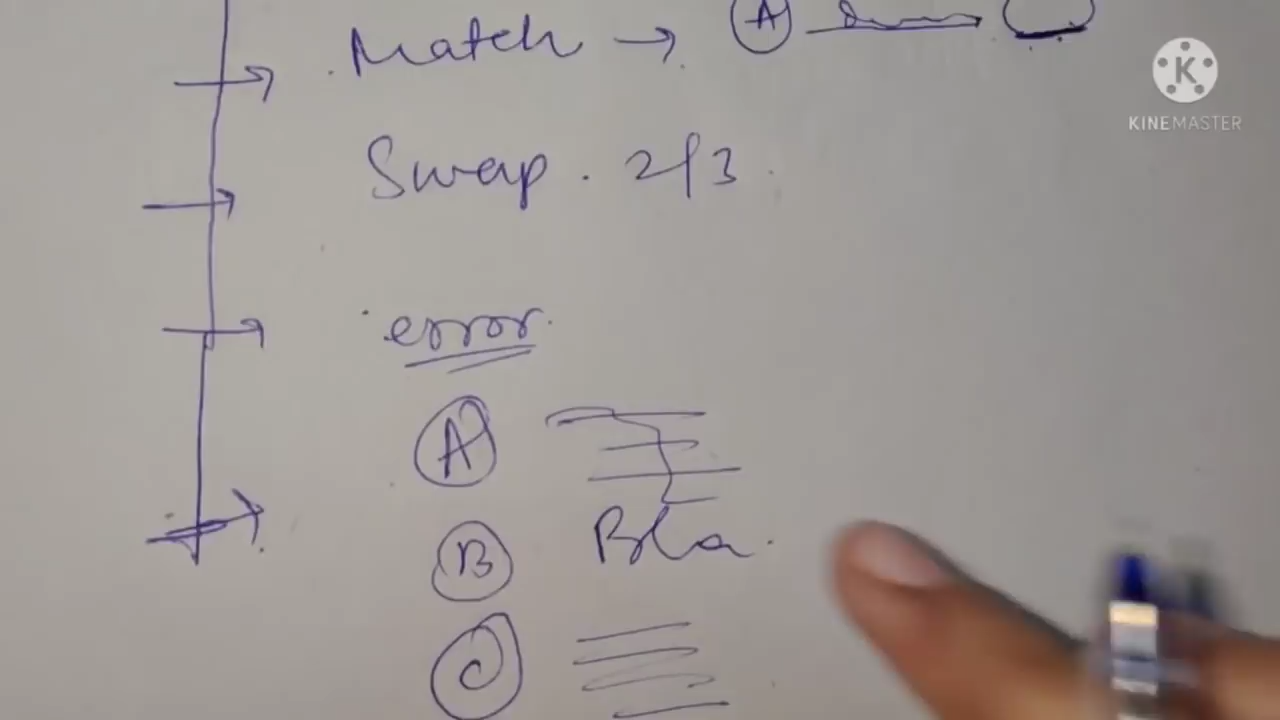 Match → A
K
KINEMASTER
Swap. 2/3.
error.
A
B Bla.
C